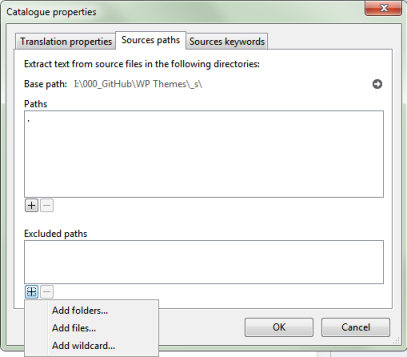 Catalogue properties
Translation properties
Sources paths
Sources keywords
Extract text from source files in the following directories:
Base path: I:\000_GitHub\WP Themes\_s\
Paths
.
Excluded paths
Add folders...
Add files...
Add wildcard...
OK
Cancel